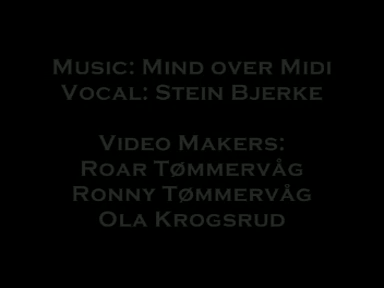 Music: Mind over Midi
Vocal: Stein Bjerke
Video Makers:
Roar Tømmervåg
Ronny Tømmervåg
Ola Krogsrud